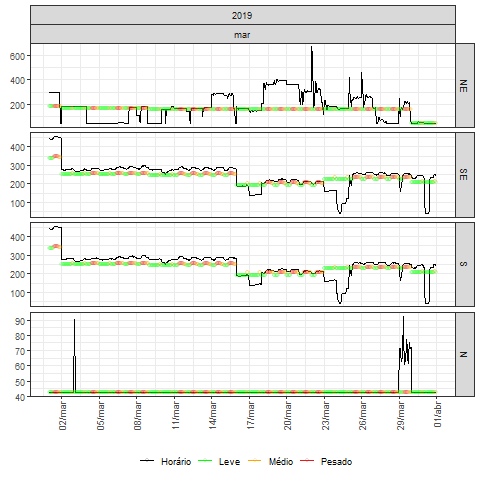 2019
mar
600
400
200
NE
400
300
200
100
SE
400
300
200
100
S
90
80
70
60
50
40
N
02/mar
05/mar
08/mar
11/mar
14/mar
17/mar
20/mar
23/mar
26/mar
29/mar
01/abr
Horário Leve Médio Pesado